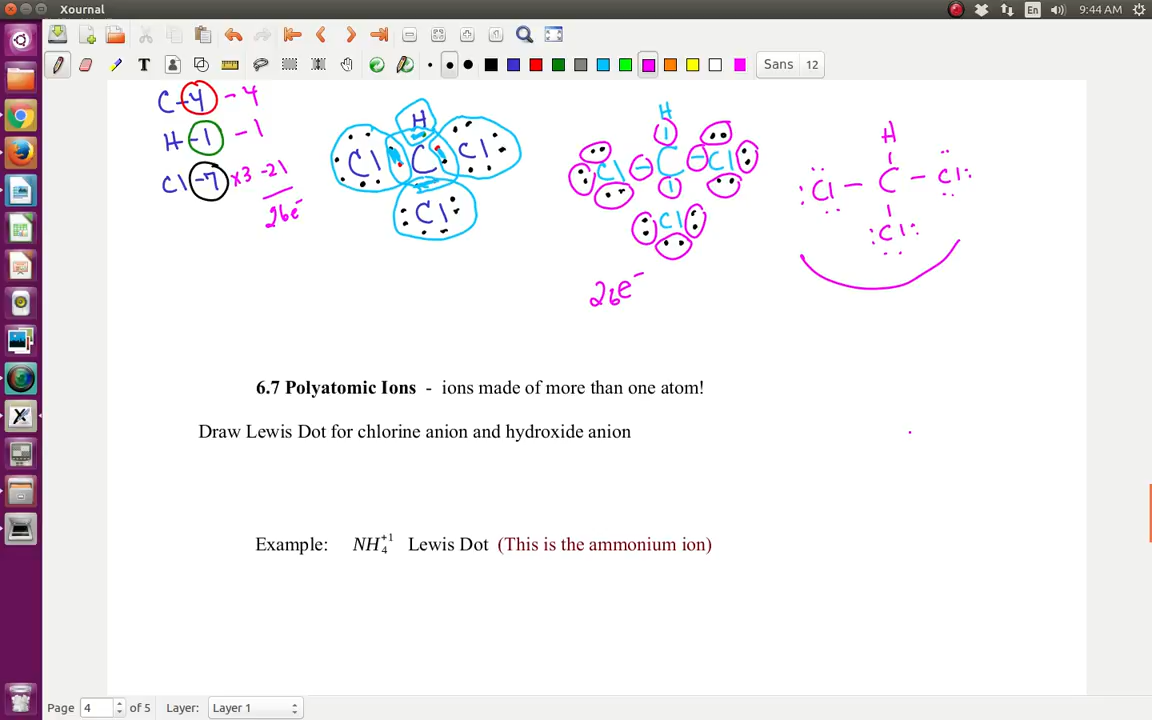 Xournal
En
9:44 AM
T
Sans 12
C - 4 - 4
H - 1 - 1
Cl - 7 x3 - 21
26e-
H
Cl C Cl
Cl
H
Cl - C - Cl
Cl
26e-
H
Cl - C - Cl
Cl
6.7 Polyatomic Ions - ions made of more than one atom!
Draw Lewis Dot for chlorine anion and hydroxide anion
Example: NH₄⁺¹ Lewis Dot (This is the ammonium ion)
Page 4 of 5 Layer: Layer 1